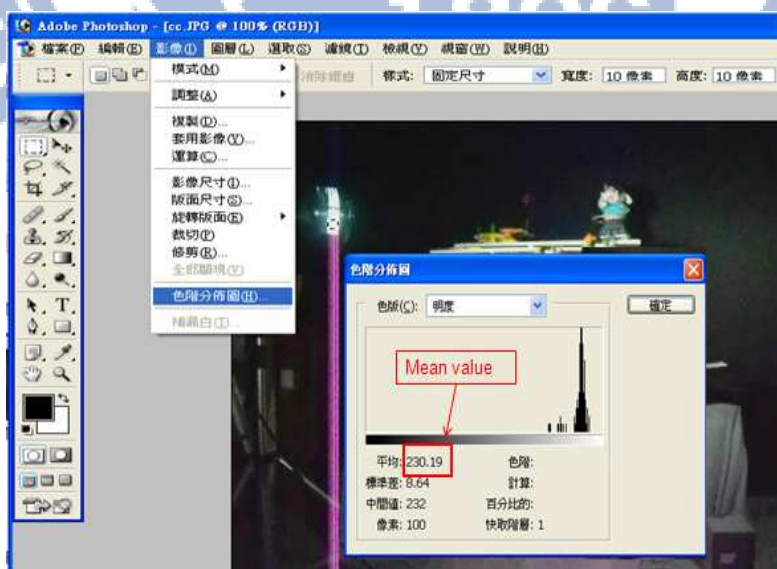 Adobe Photoshop - [cc.JPG @ 100% (RGB)]
檔案(F) 編輯(E) 影像(I) 圖層(L) 選取(S) 濾鏡(T) 檢視(V) 視窗(W) 說明(H)
消除鋸齒 樣式: 固定尺寸 寬度: 10 像素 高度: 10 像素
模式(M)
調整(A)
複製(D)...
套用影像(Y)...
運算(C)...
影像尺寸(I)...
版面尺寸(S)...
旋轉版面(E)
裁切(P)
修剪(R)...
全部顯現(V)
色階分佈圖(H)...
補漏白(T)...
色階分佈圖
色版(C): 明度
確定
Mean value
平均: 230.19 色階:
標準差: 8.64 計算:
中間值: 232 百分比的:
像素: 100 快取階層: 1